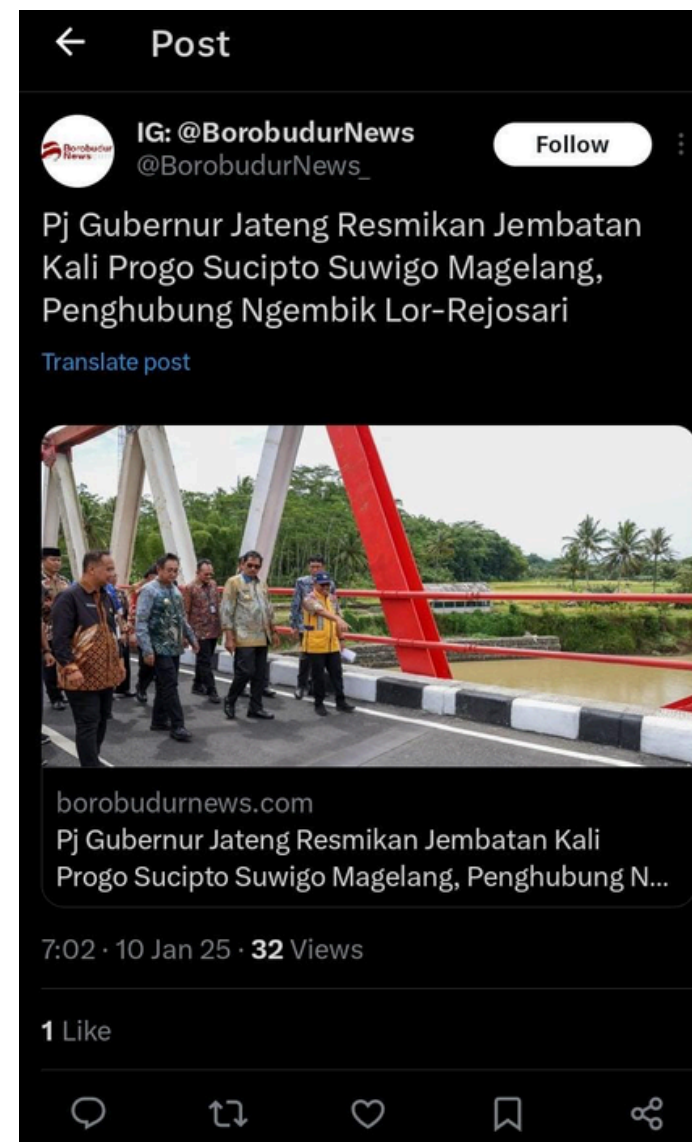 Post
Borobudur
News
IG: @BorobudurNews
@BorobudurNews_
Follow
Pj Gubernur Jateng Resmikan Jembatan
Kali Progo Sucipto Suwigo Magelang,
Penghubung Ngembik Lor-Rejosari
Translate post
borobudurnews.com
Pj Gubernur Jateng Resmikan Jembatan Kali
Progo Sucipto Suwigo Magelang, Penghubung N...
7:02 · 10 Jan 25 · 32 Views
1 Like